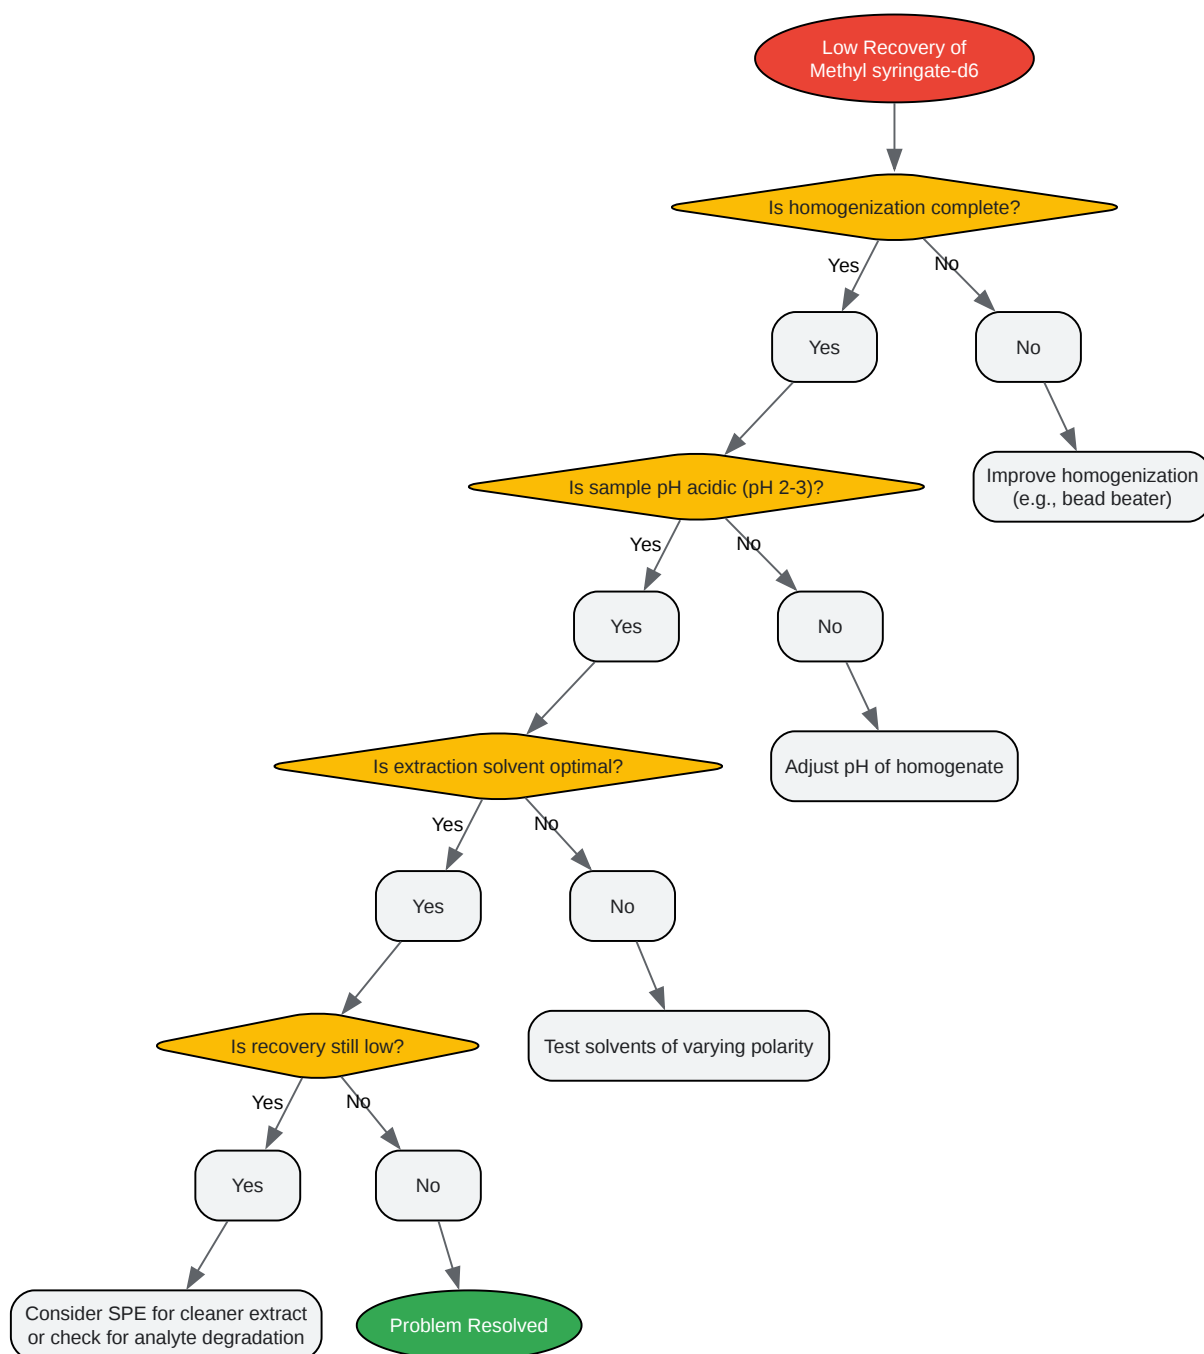 Low Recovery of
Methyl syringate-d6
Is homogenization complete?
Yes
No
Yes
No
Improve homogenization
(e.g., bead beater)
Is sample pH acidic (pH 2-3)?
Yes
No
Yes
No
Adjust pH of homogenate
Is extraction solvent optimal?
Yes
No
Yes
No
Test solvents of varying polarity
Is recovery still low?
Yes
No
Yes
No
Consider SPE for cleaner extract
or check for analyte degradation
Problem Resolved